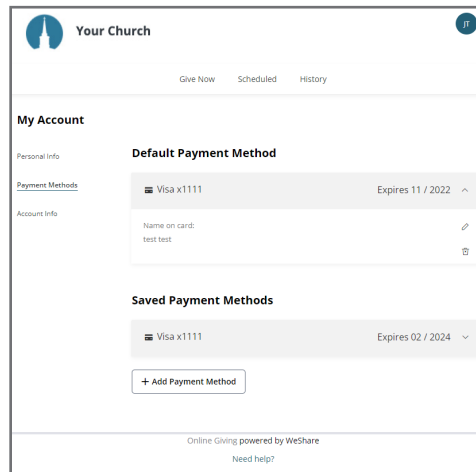 Your Church
JT
Give Now Scheduled History
My Account
Personal Info
Payment Methods
Account Info
Default Payment Method
Visa x1111 Expires 11 / 2022
Name on card:
test test
Saved Payment Methods
Visa x1111 Expires 02 / 2024
+ Add Payment Method
Online Giving powered by WeShare
Need help?